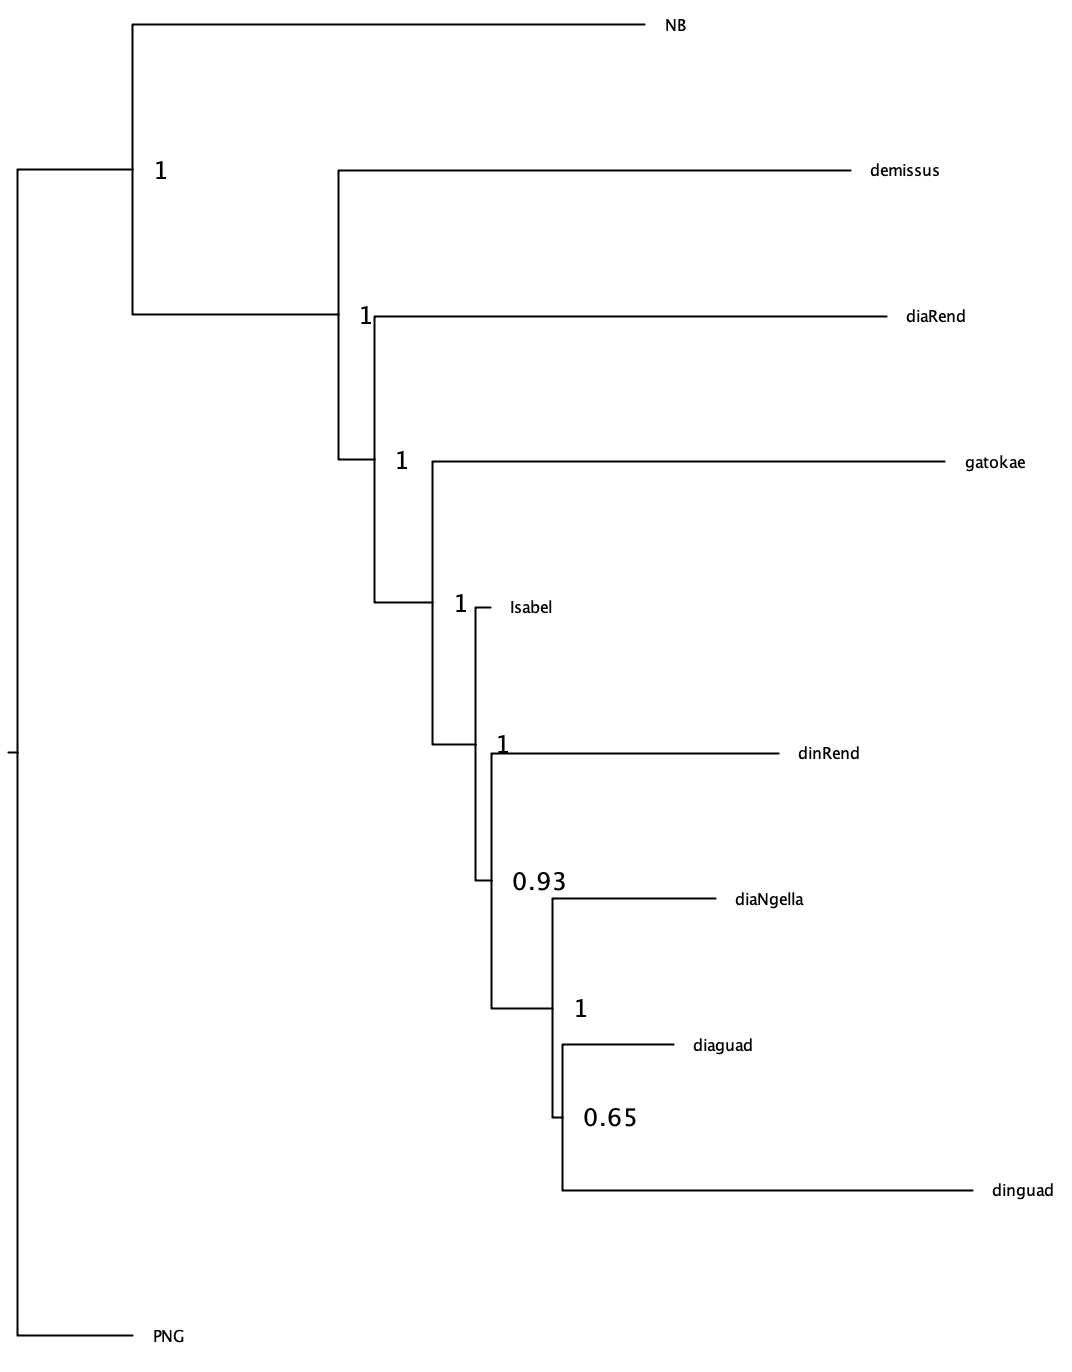 NB
1
demissus
1
diaRend
1
gatokae
1
Isabel
1
dinRend
0.93
diaNgella
1
diaguad
0.65
dinguad
PNG